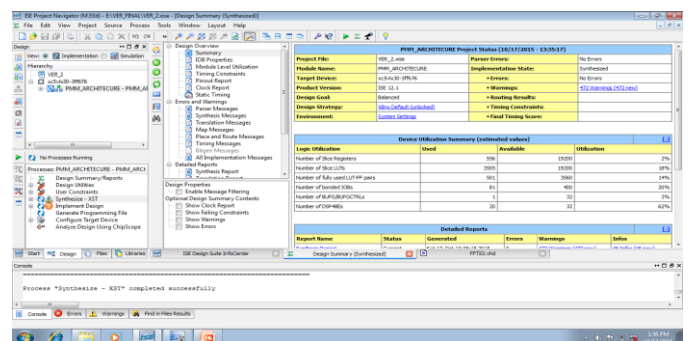 ISE Project Navigator (M.53d) - E:\VER_FINAL\VER_2.xise - [Design Summary (Synthesized)]
File Edit View Project Source Process Tools Window Layout Help
Design
View: Implementation Simulation
Hierarchy
VER_2
xc5vlx30-3ff676
PMM_ARCHITECURE - PMM_AR
No Processes Running
Processes: PMM_ARCHITECURE - PMM_ARCI
Design Summary/Reports
Design Utilities
User Constraints
Synthesize - XST
Implement Design
Generate Programming File
Configure Target Device
Analyze Design Using ChipScope
Start Design Files Libraries
Design Overview
Summary
IOB Properties
Module Level Utilization
Timing Constraints
Pinout Report
Clock Report
Static Timing
Errors and Warnings
Parser Messages
Synthesis Messages
Translation Messages
Map Messages
Place and Route Messages
Timing Messages
Bitgen Messages
All Implementation Messages
Detailed Reports
Synthesis Report
Design Properties
Enable Message Filtering
Optional Design Summary Contents
Show Clock Report
Show Failing Constraints
Show Warnings
Show Errors
PMM_ARCHITECURE Project Status (10/17/2015 - 13:35:17)
Project File: VER_2.xise Parser Errors: No Errors
Module Name: PMM_ARCHITECURE Implementation State: Synthesized
Target Device: xc5vlx30-3ff676 • Errors: No Errors
Product Version: ISE 12.1 • Warnings: 472 Warnings (472 new)
Design Goal: Balanced • Routing Results:
Design Strategy: Xilinx Default (unlocked) • Timing Constraints:
Environment: System Settings • Final Timing Score:
Device Utilization Summary (estimated values) [-]
Logic Utilization Used Available Utilization
Number of Slice Registers 556 19200 2%
Number of Slice LUTs 3505 19200 18%
Number of fully used LUT-FF pairs 501 3560 14%
Number of bonded IOBs 81 400 20%
Number of BUFG/BUFGCTRLs 1 32 3%
Number of DSP48Es 20 32 62%
Detailed Reports [-]
Report Name Status Generated Errors Warnings Infos
ISE Design Suite InfoCenter Design Summary (Synthesized) FFT10.vhd
Console
Process "Synthesize - XST" completed successfully
Console Errors Warnings Find in Files Results
1:36 PM